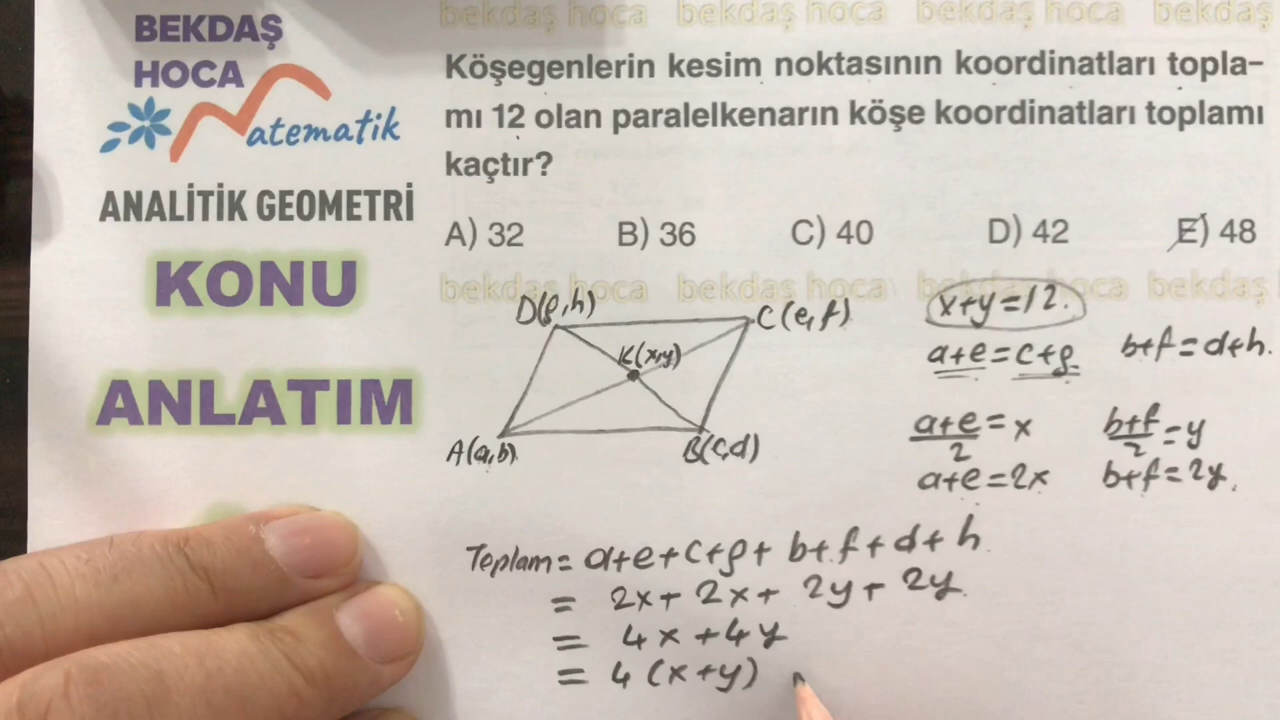 bekdaş hoca bekdaş hoca bekdaş hoca bekdaş
BEKDAŞ
HOCA
Matematik
ANALİTİK GEOMETRİ
KONU
ANLATIM
Köşegenlerin kesim noktasının koordinatları topla-
mı 12 olan paralelkenarın köşe koordinatları toplamı
kaçtır?
A) 32 B) 36 C) 40 D) 42 E) 48
bekdaş hoca bekdaş hoca bekdaş hoca bekdaş
D(g,h) C(e,f)
K(x,y)
A(a,b) B(c,d)
x+y=12.
a+e=c+g b+f=d+h.
a+e/2=x b+f/2=y
a+e=2x b+f=2y.
Toplam= a+e+c+g+ b+f+d+h
= 2x+2x+2y+2y.
= 4x+4y
= 4(x+y)